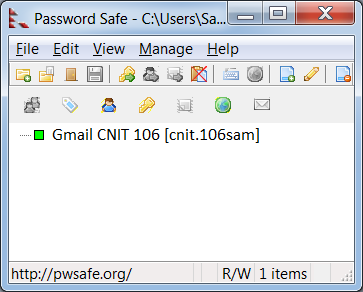 Password Safe - C:\Users\Sa...
File Edit View Manage Help
Gmail CNIT 106 [cnit.106sam]
http://pwsafe.org/ R/W 1 items